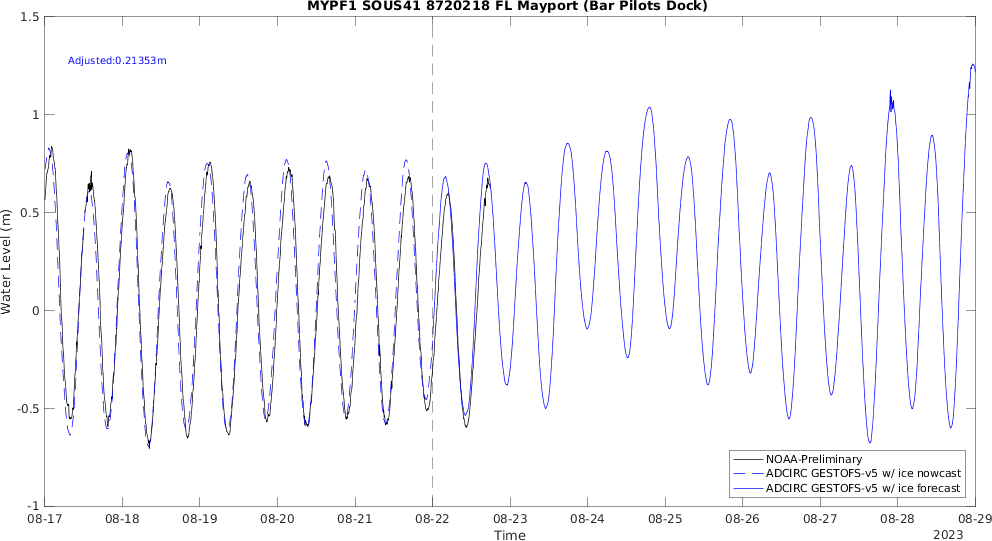 MYPF1 SOUS41 8720218 FL Mayport (Bar Pilots Dock)
1.5
Adjusted:0.21353m
1
0.5
Water Level (m)
0
-0.5
-1
NOAA-Preliminary
ADCIRC GESTOFS-v5 w/ ice nowcast
ADCIRC GESTOFS-v5 w/ ice forecast
08-17 08-18 08-19 08-20 08-21 08-22 08-23 08-24 08-25 08-26 08-27 08-28 08-29
Time
2023